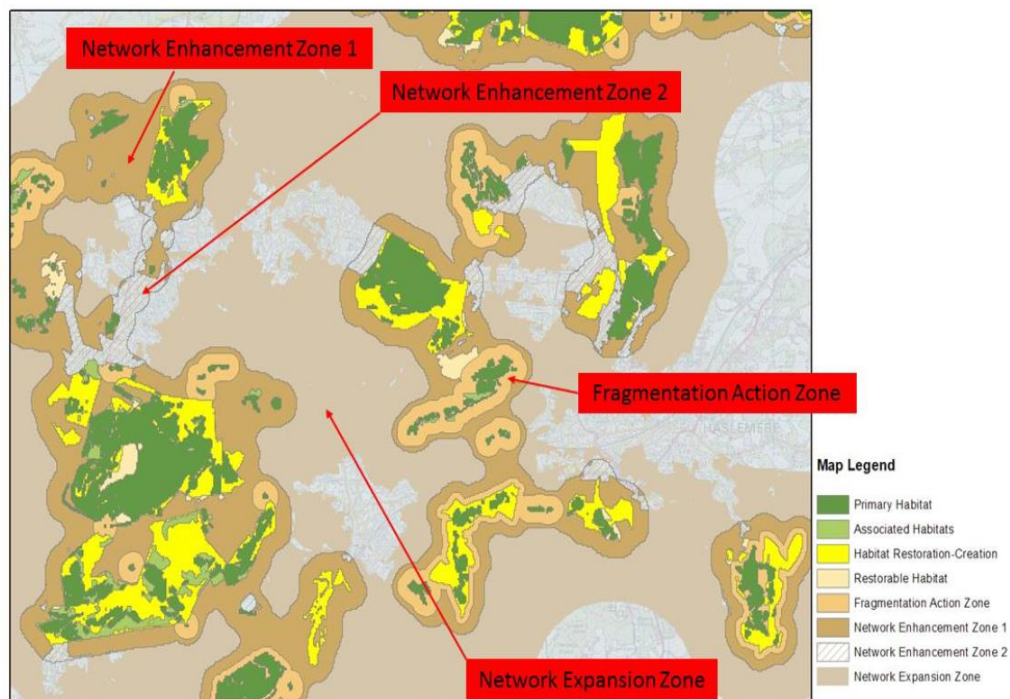 Network Enhancement Zone 1
Network Enhancement Zone 2
Fragmentation Action Zone
HASLEMERE
Network Expansion Zone
Map Legend
Primary Habitat
Associated Habitats
Habitat Restoration-Creation
Restorable Habitat
Fragmentation Action Zone
Network Enhancement Zone 1
Network Enhancement Zone 2
Network Expansion Zone